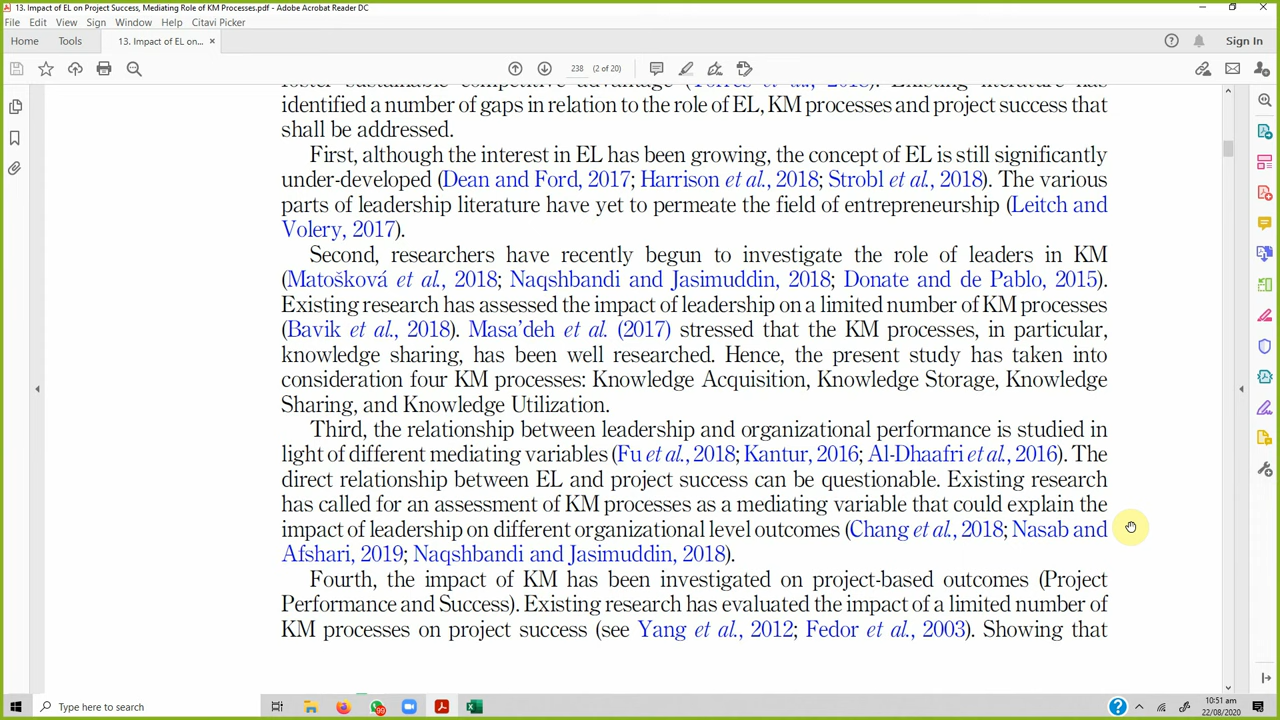 13. Impact of EL on Project Success, Mediating Role of KM Processes.pdf - Adobe Acrobat Reader DC
File Edit View Sign Window Help Citavi Picker
Home Tools 13. Impact of EL on... × Sign In
238 (2 of 20)
foster sustainable competitive advantage (Torres et al., 2018). Existing literature has
identified a number of gaps in relation to the role of EL, KM processes and project success that
shall be addressed.
First, although the interest in EL has been growing, the concept of EL is still significantly
under-developed (Dean and Ford, 2017; Harrison et al., 2018; Strobl et al., 2018). The various
parts of leadership literature have yet to permeate the field of entrepreneurship (Leitch and
Volery, 2017).
Second, researchers have recently begun to investigate the role of leaders in KM
(Matošková et al., 2018; Naqshbandi and Jasimuddin, 2018; Donate and de Pablo, 2015).
Existing research has assessed the impact of leadership on a limited number of KM processes
(Bavik et al., 2018). Masa'deh et al. (2017) stressed that the KM processes, in particular,
knowledge sharing, has been well researched. Hence, the present study has taken into
consideration four KM processes: Knowledge Acquisition, Knowledge Storage, Knowledge
Sharing, and Knowledge Utilization.
Third, the relationship between leadership and organizational performance is studied in
light of different mediating variables (Fu et al., 2018; Kantur, 2016; Al-Dhaafri et al., 2016). The
direct relationship between EL and project success can be questionable. Existing research
has called for an assessment of KM processes as a mediating variable that could explain the
impact of leadership on different organizational level outcomes (Chang et al., 2018; Nasab and
Afshari, 2019; Naqshbandi and Jasimuddin, 2018).
Fourth, the impact of KM has been investigated on project-based outcomes (Project
Performance and Success). Existing research has evaluated the impact of a limited number of
KM processes on project success (see Yang et al., 2012; Fedor et al., 2003). Showing that
Type here to search
99
10:51 am
22/08/2020